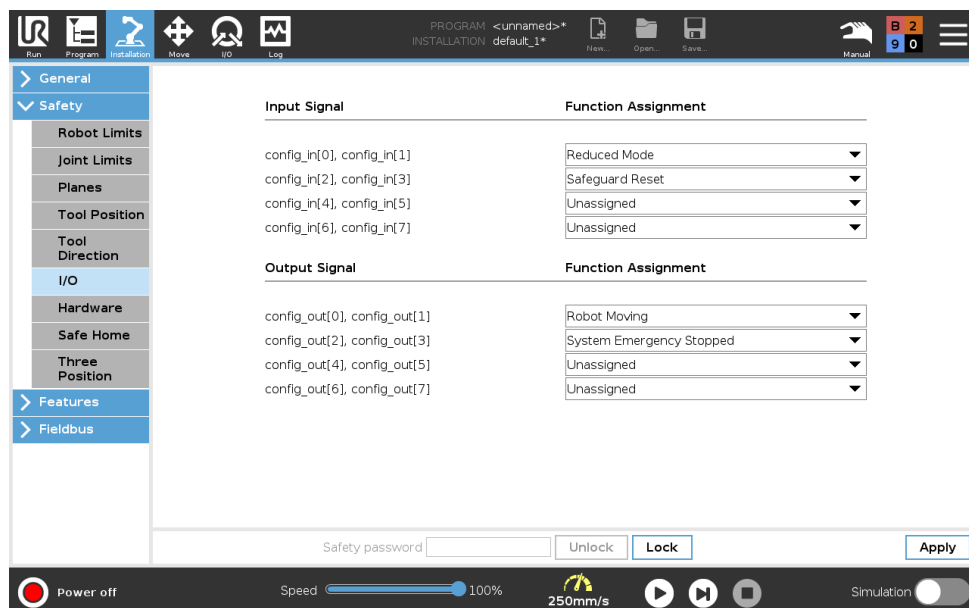 PROGRAM <unnamed>*
INSTALLATION default_1*
UR
Run
Program
Installation
Move
I/O
Log
New...
Open...
Save...
Manual
B 2
9 0
General
Safety
Robot Limits
Joint Limits
Planes
Tool Position
Tool
Direction
I/O
Hardware
Safe Home
Three
Position
Features
Fieldbus
Input Signal Function Assignment
config_in[0], config_in[1] Reduced Mode
config_in[2], config_in[3] Safeguard Reset
config_in[4], config_in[5] Unassigned
config_in[6], config_in[7] Unassigned
Output Signal Function Assignment
config_out[0], config_out[1] Robot Moving
config_out[2], config_out[3] System Emergency Stopped
config_out[4], config_out[5] Unassigned
config_out[6], config_out[7] Unassigned
Safety password Unlock Lock Apply
Power off Speed 100% 250mm/s Simulation